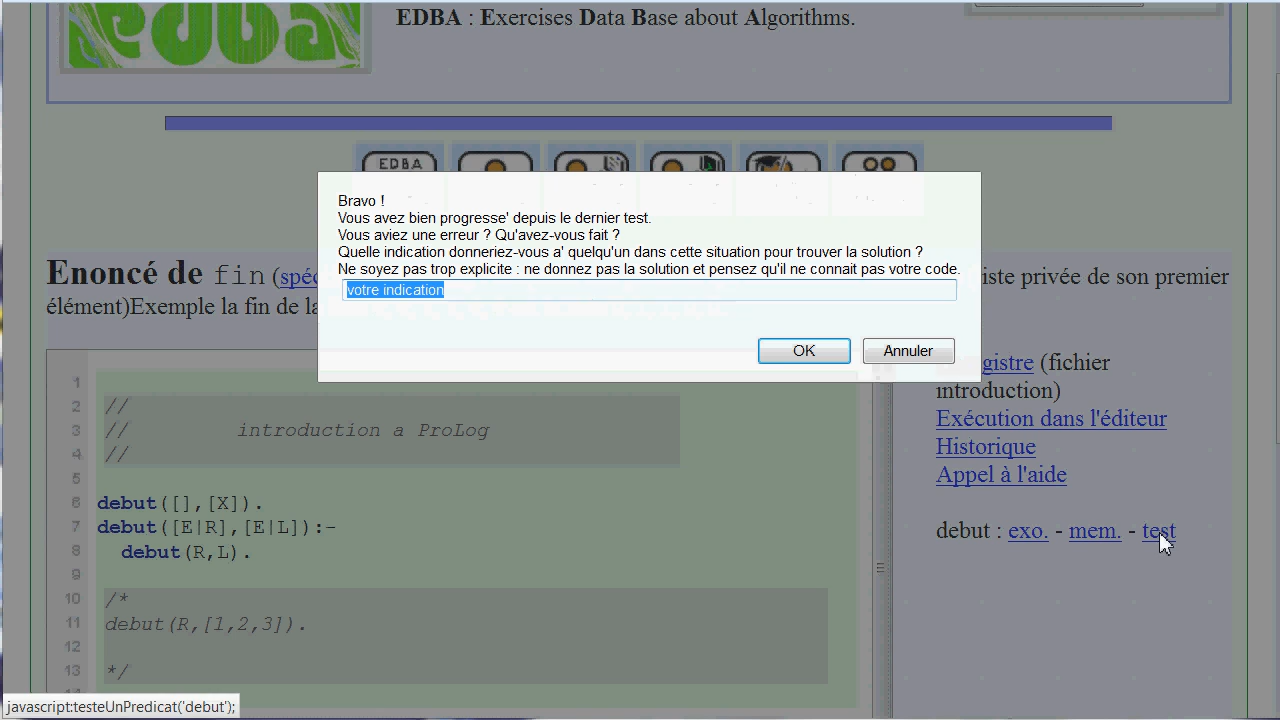 edba
EDBA : Exercises Data Base about Algorithms.
EDBA
Bravo !
Vous avez bien progresse' depuis le dernier test.
Vous aviez une erreur ? Qu'avez-vous fait ?
Quelle indication donneriez-vous a' quelqu'un dans cette situation pour trouver la solution ?
Ne soyez pas trop explicite : ne donnez pas la solution et pensez qu'il ne connait pas votre code.
votre indication
OK Annuler
Enoncé de fin (spéc iste privée de son premier
élément)Exemple la fin de la
gistre (fichier
introduction)
Exécution dans l'éditeur
Historique
Appel à l'aide
debut : exo. - mem. - test
1
2 //
3 // introduction a ProLog
4 //
5
6 debut([],[X]).
7 debut([E|R],[E|L]):-
8 debut(R,L).
9
10 /*
11 debut(R,[1,2,3]).
12
13 */
javascript:testeUnPredicat('debut');